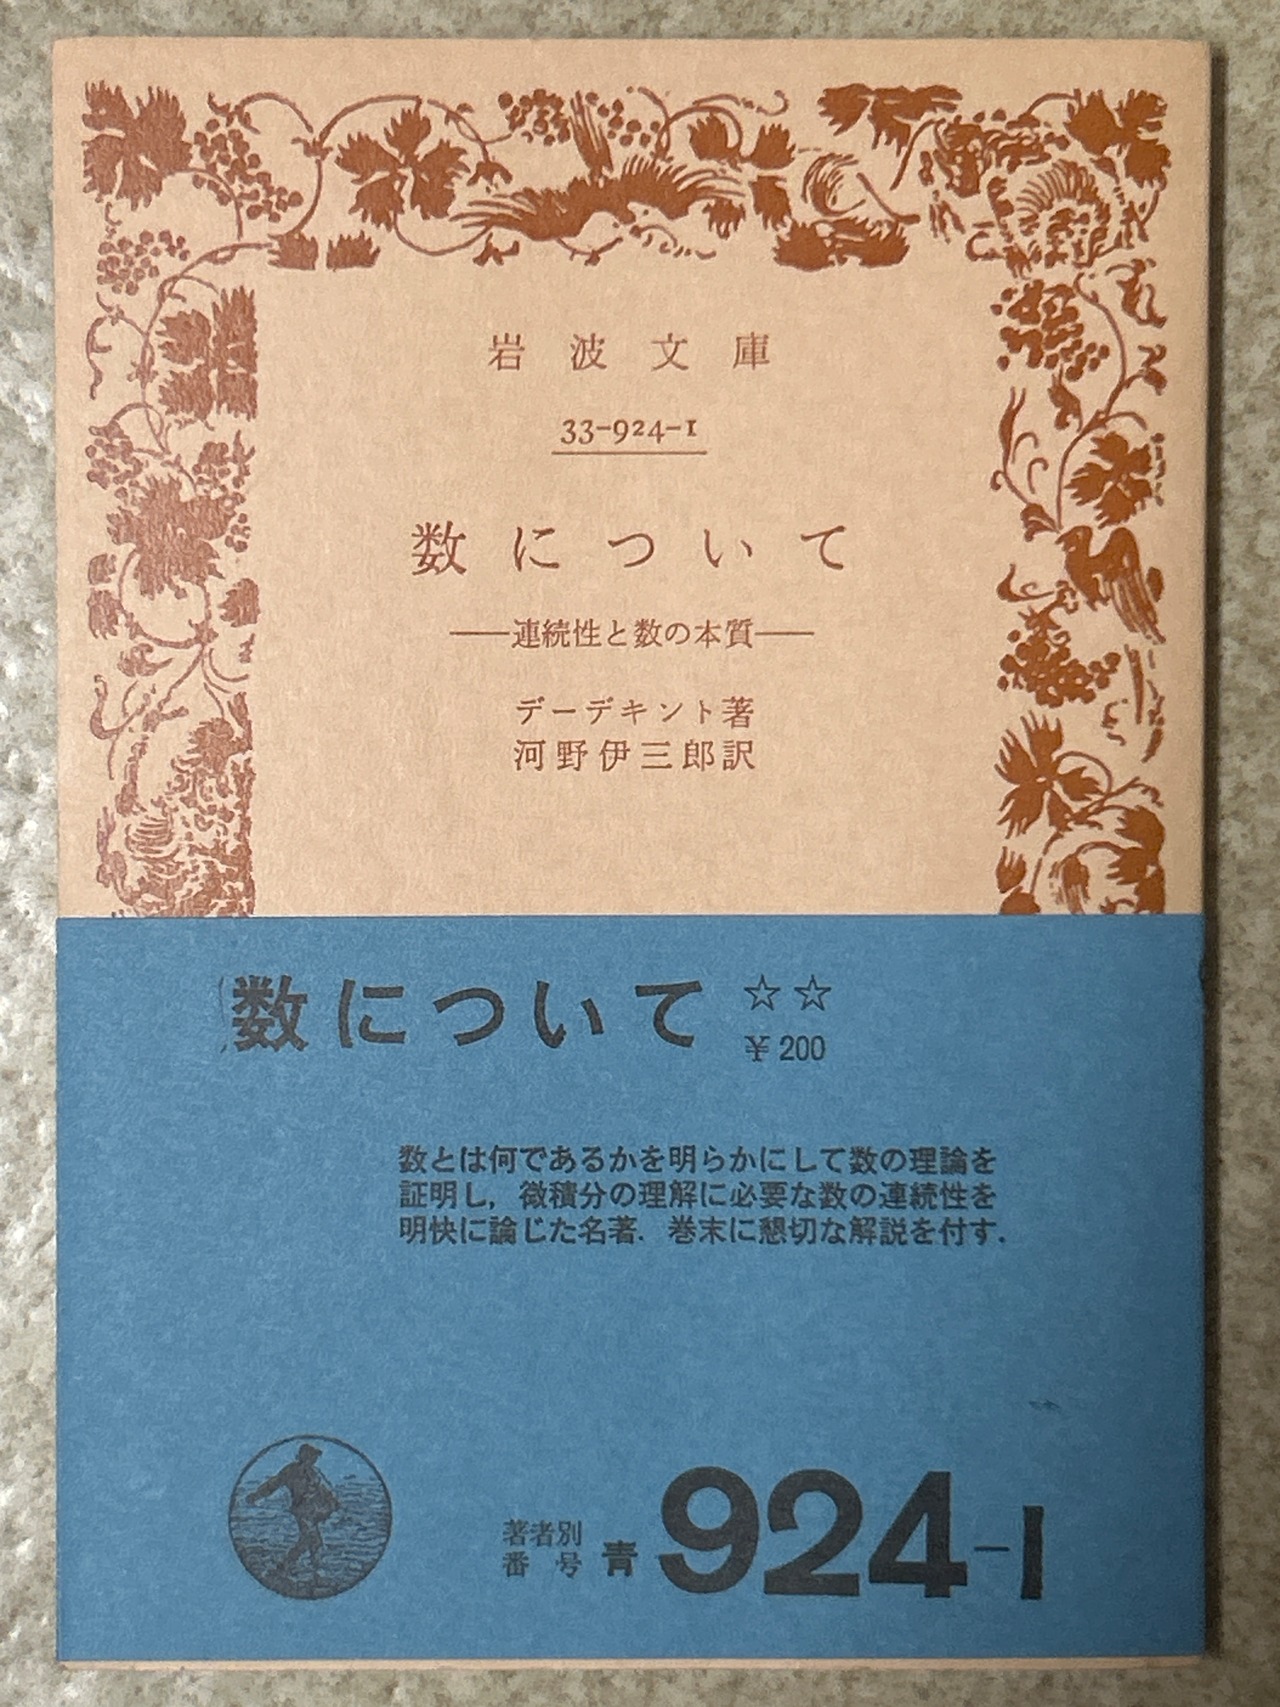 岩波文庫
33-924-1
数について
——連続性と数の本質——
デーデキント著
河野伊三郎訳
数について ☆☆
¥200
数とは何であるかを明らかにして数の理論を
証明し，微積分の理解に必要な数の連続性を
明快に論じた名著．巻末に懇切な解説を付す．
著者別
番号 青 924-1